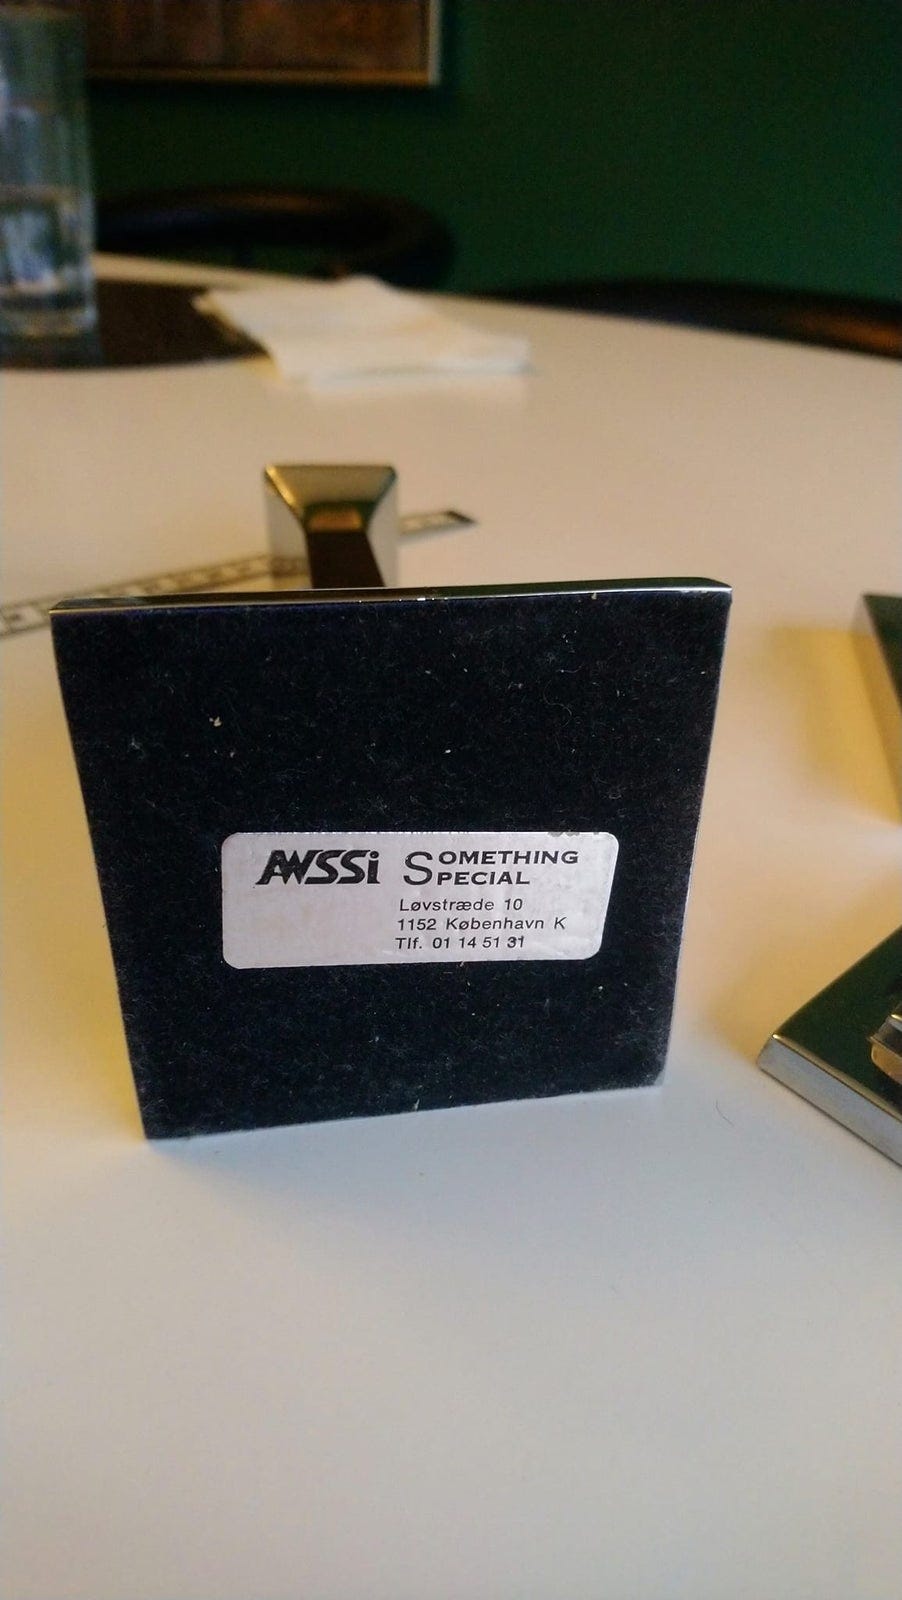 AWSSi SOMETHING SPECIAL
Løvstræde 10
1152 København K
Tlf. 01 14 51 31